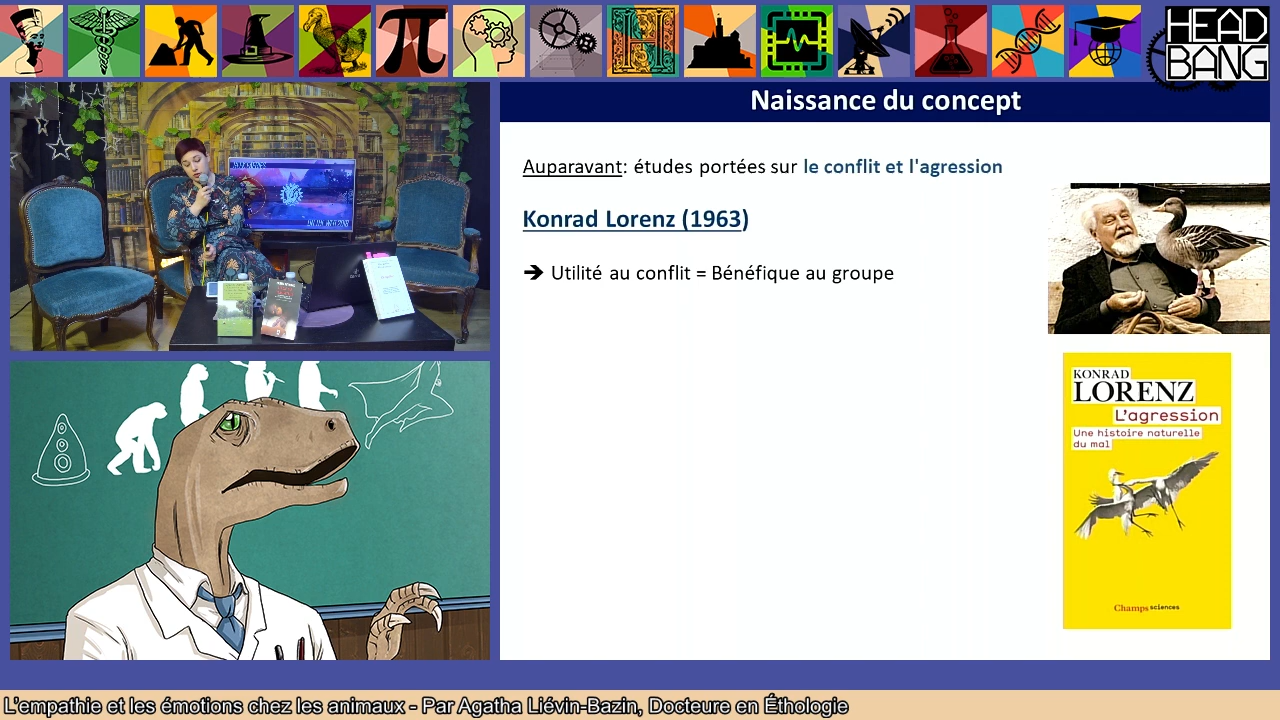 HEAD
BANG
Naissance du concept
Auparavant: études portées sur le conflit et l'agression
Konrad Lorenz (1963)
➔ Utilité au conflit = Bénéfique au groupe
KONRAD
LORENZ
L'agression
Une histoire naturelle
du mal
Champs sciences
L'empathie et les émotions chez les animaux - Par Agatha Liévin-Bazin, Docteure en Éthologie